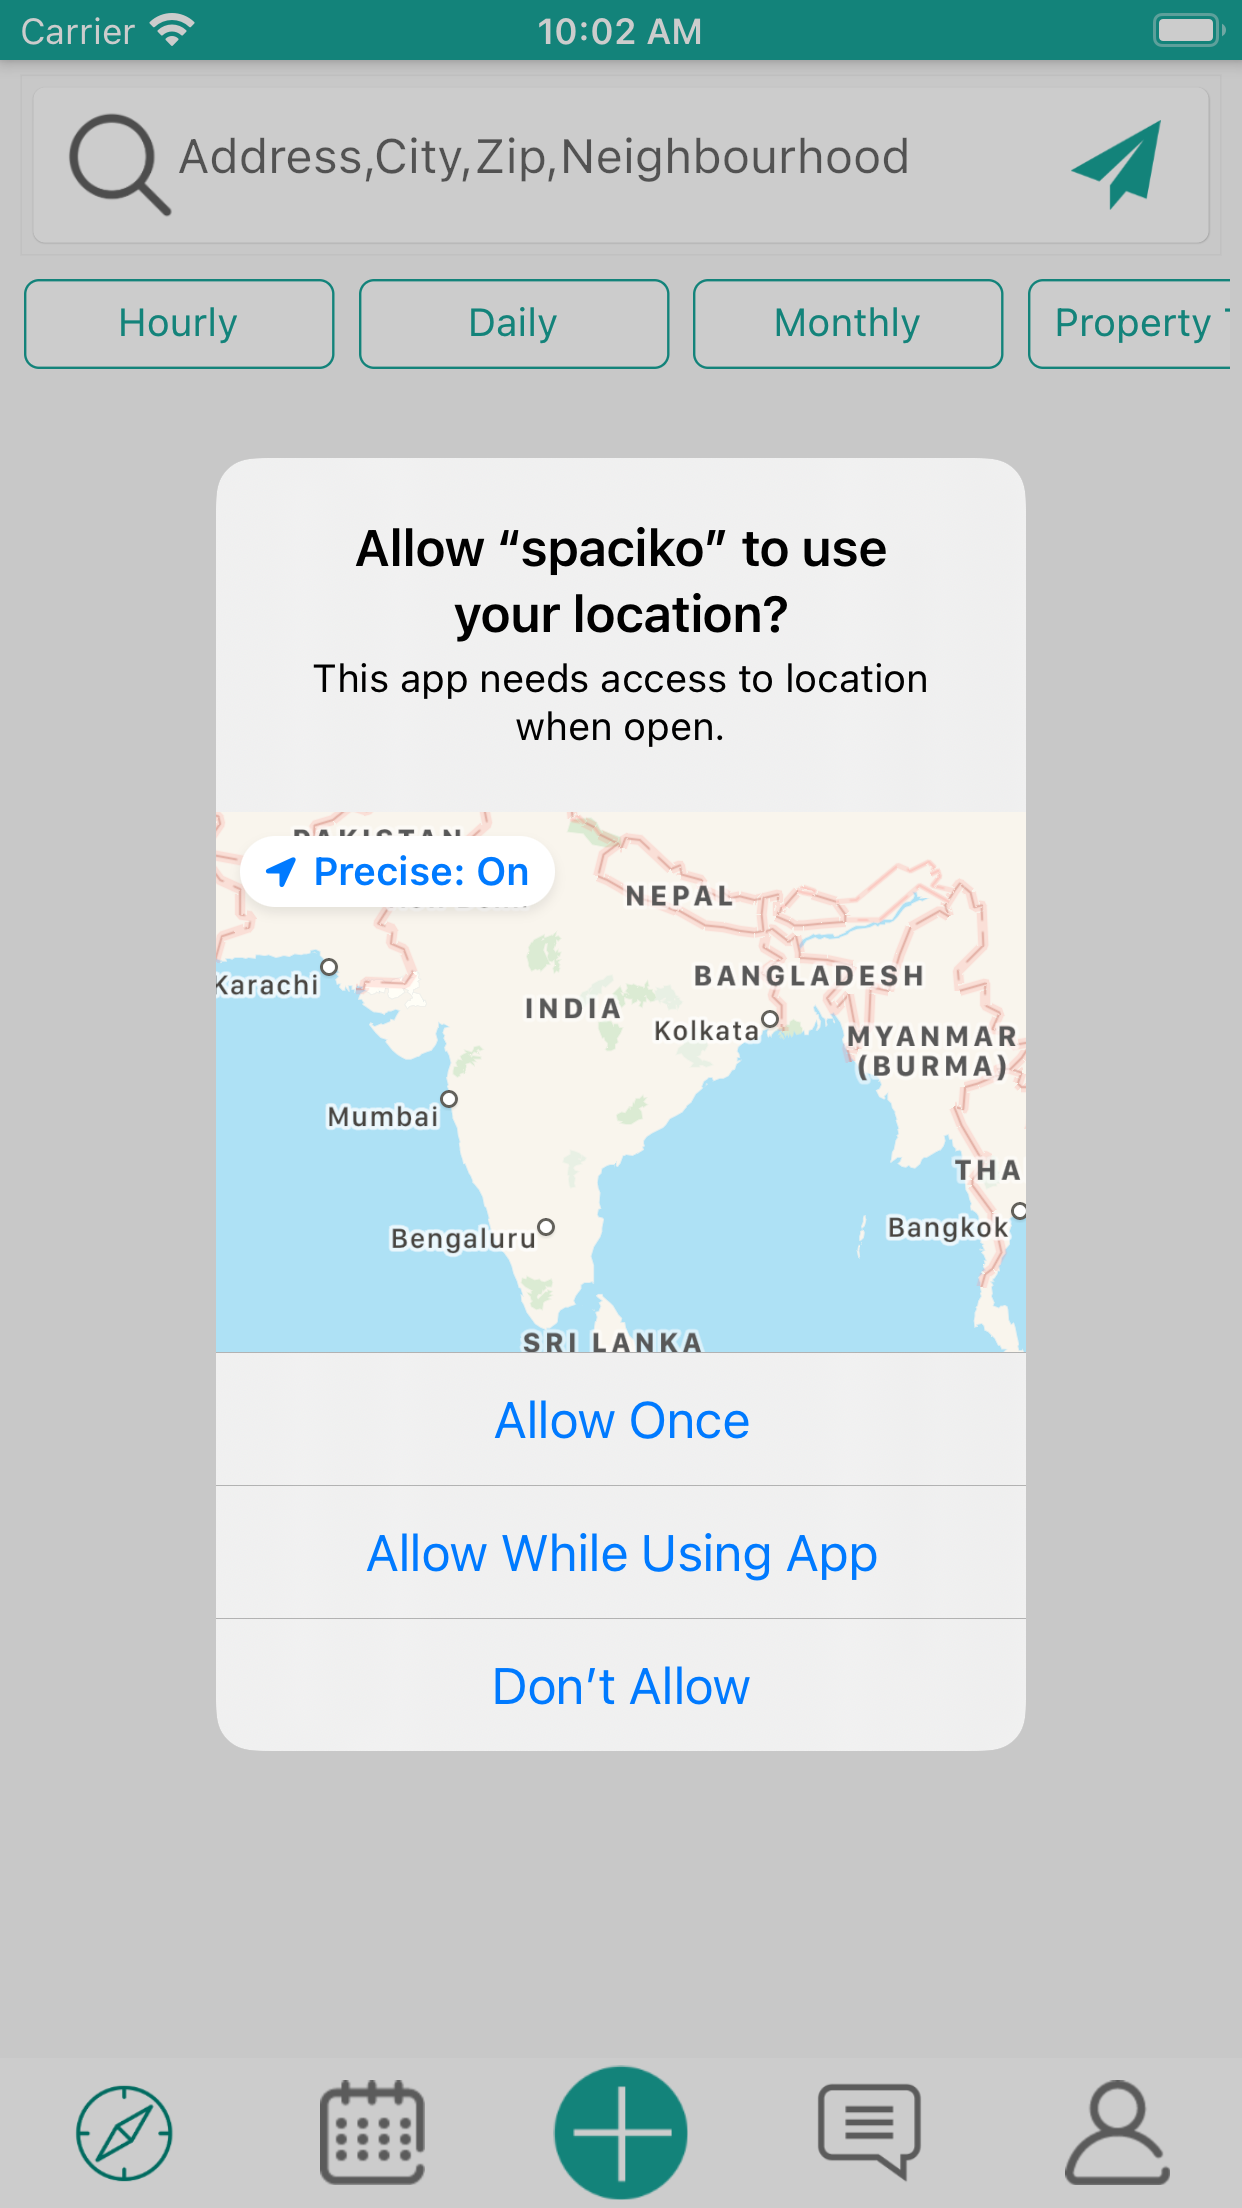 Carrier 10:02 AM
Address,City,Zip,Neighbourhood
Hourly Daily Monthly Property
Allow “spaciko” to use
your location?
This app needs access to location
when open.
PAKISTAN
Precise: On
NEPAL
BANGLADESH
Karachi
INDIA
Kolkata
MYANMAR
(BURMA)
Mumbai
THA
Bengaluru
Bangkok
SRI LANKA
Allow Once
Allow While Using App
Don’t Allow